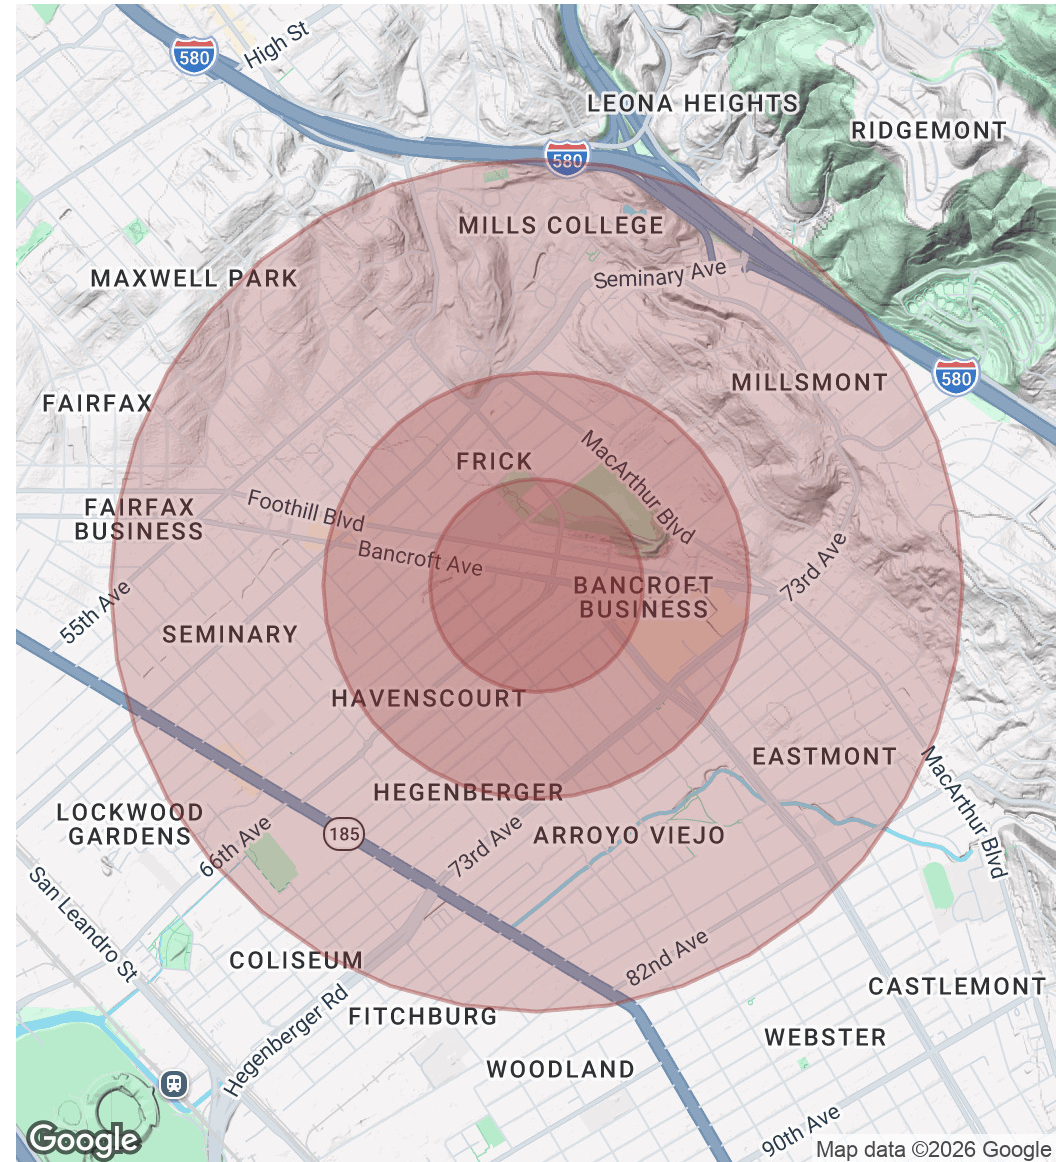 High St
580
LEONA HEIGHTS
RIDGEMONT
580
MILLS COLLEGE
MAXWELL PARK
Seminary Ave
580
MILLSMONT
FAIRFAX
FRICK
MacArthur Blvd
FAIRFAX
BUSINESS
Foothill Blvd
Bancroft Ave
73rd Ave
BANCROFT
BUSINESS
55th Ave
SEMINARY
HAVENSCOURT
EASTMONT
MacArthur Blvd
HEGENBERGER
LOCKWOOD
GARDENS
66th Ave
185
73rd Ave
ARROYO VIEJO
San Leandro St
COLISEUM
82nd Ave
CASTLEMONT
Hegenberger Rd
FITCHBURG
WEBSTER
WOODLAND
90th Ave
Google
Map data ©2026 Google